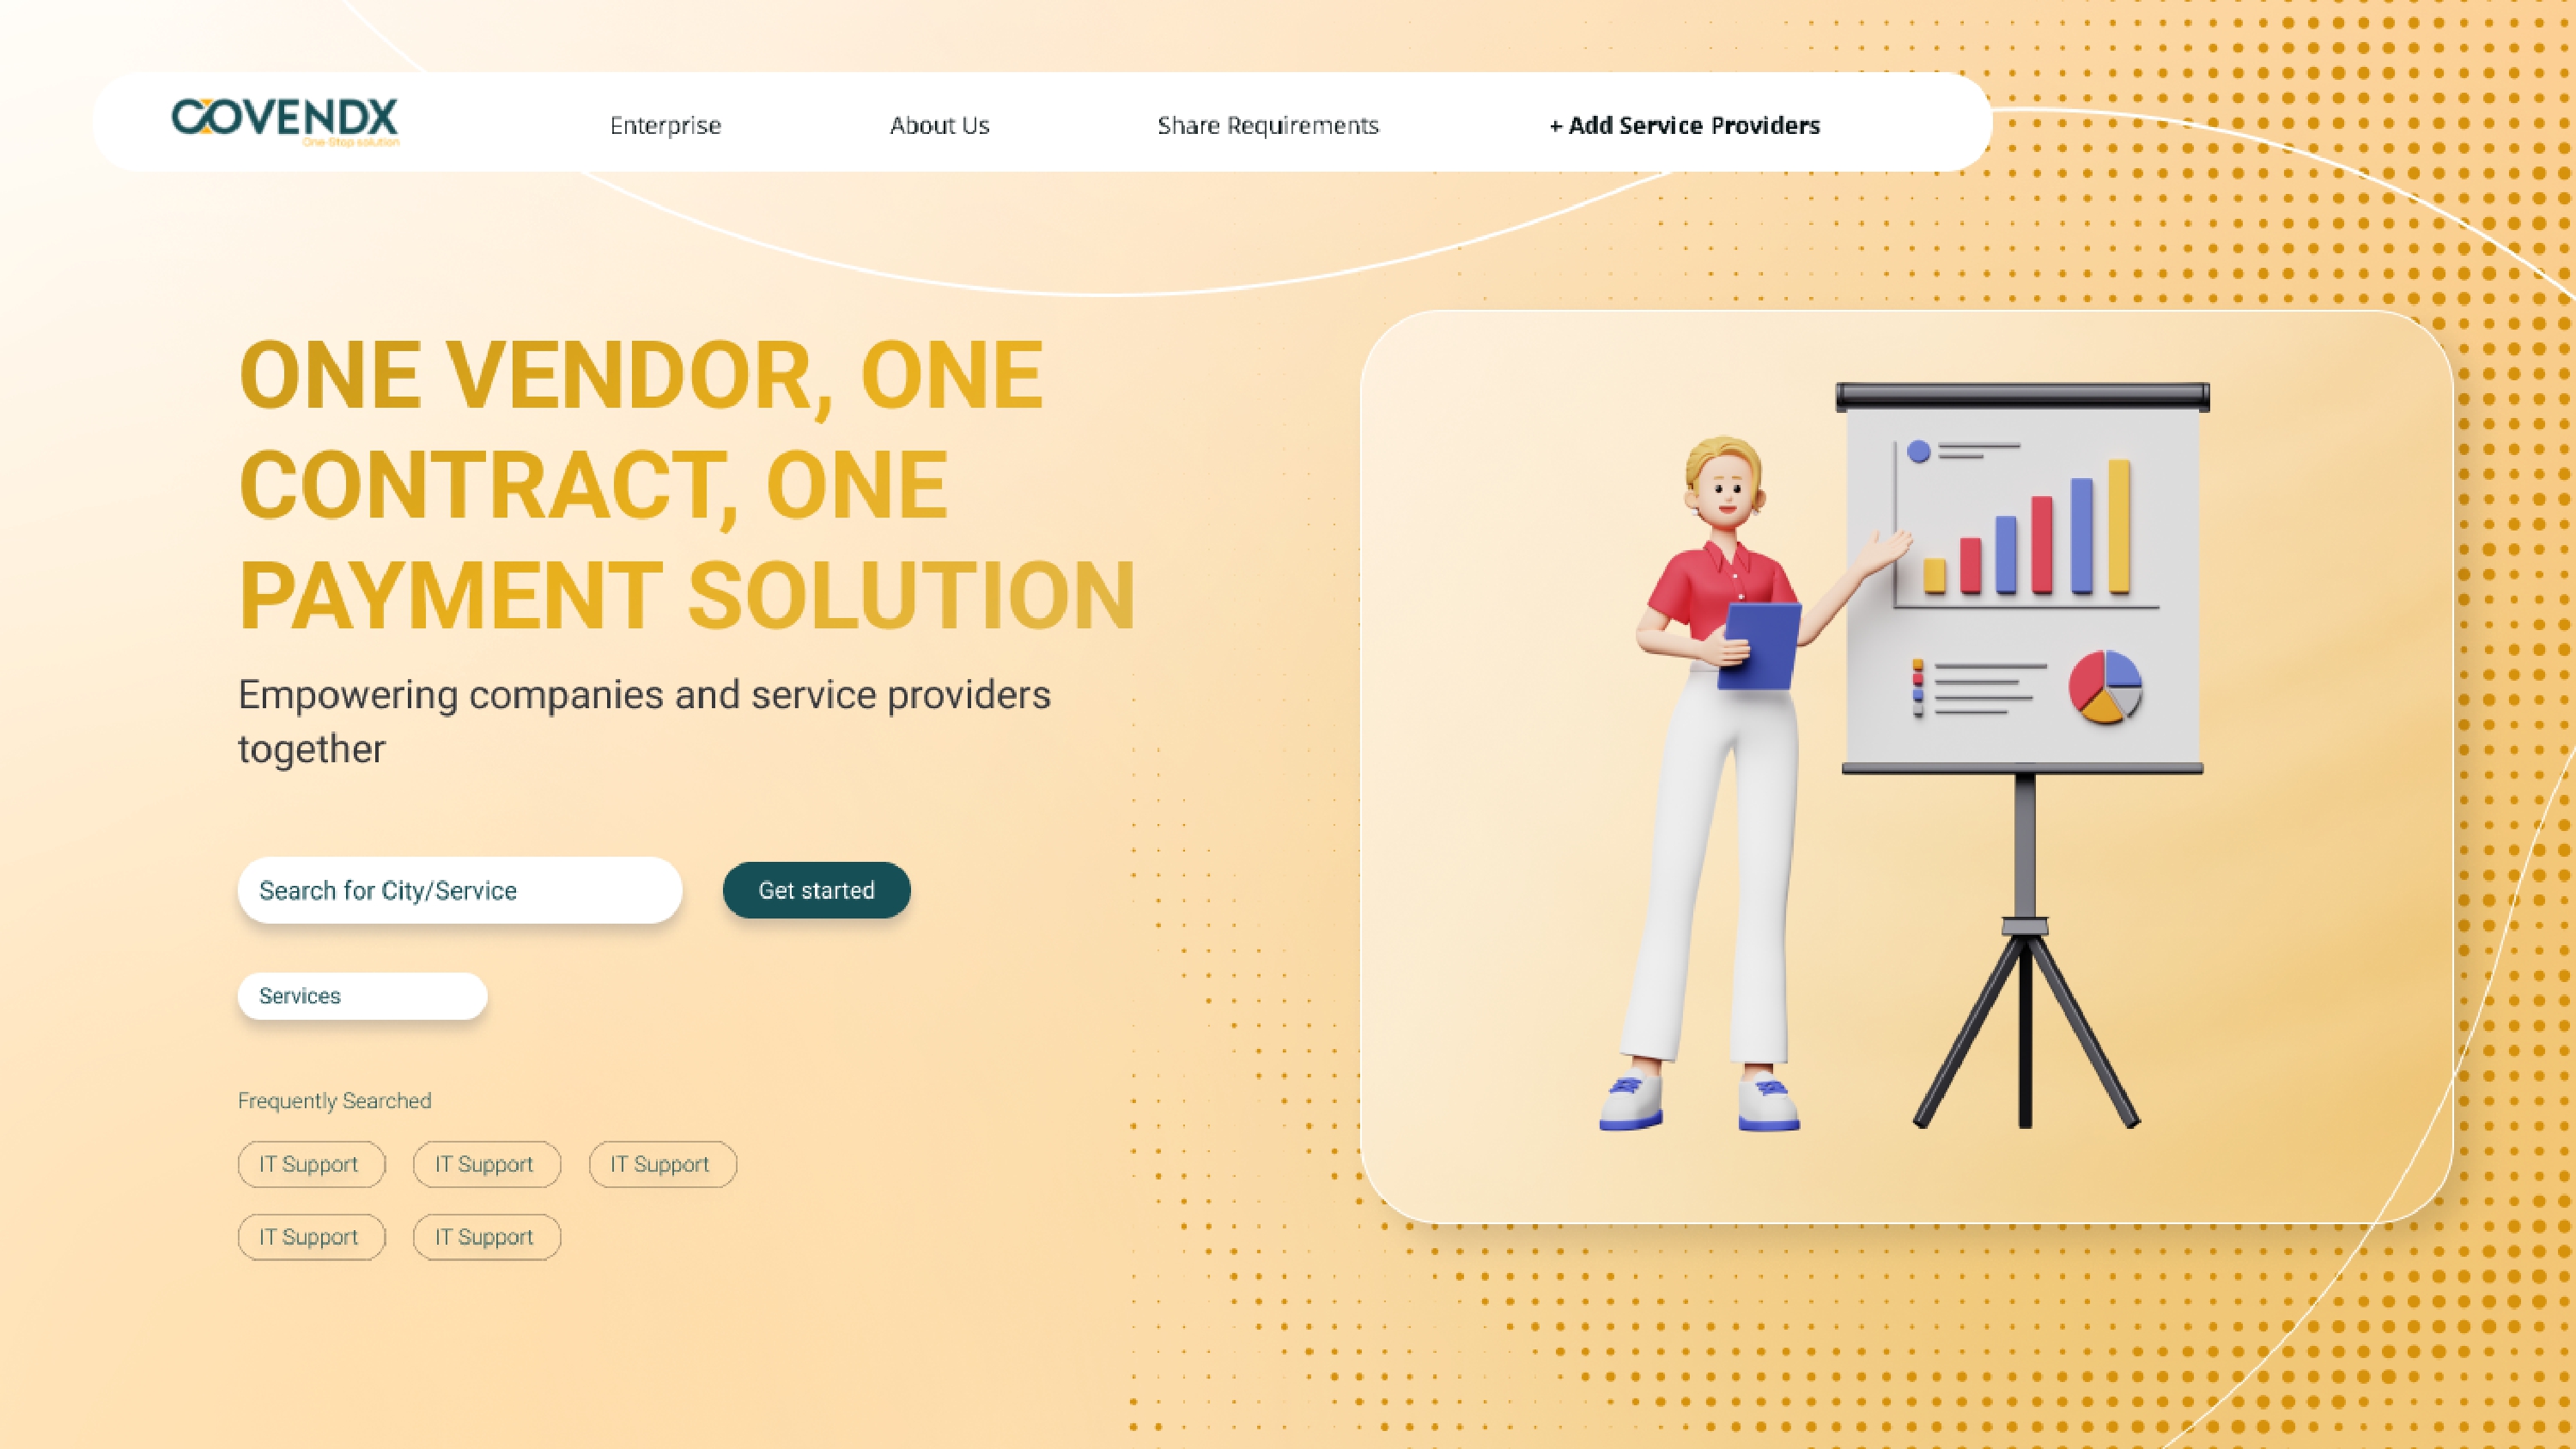 COVENDX
One-Stop solution
Enterprise
About Us
Share Requirements
+ Add Service Providers
ONE VENDOR, ONE
CONTRACT, ONE
PAYMENT SOLUTION
Empowering companies and service providers
together
Search for City/Service
Get started
Services
Frequently Searched
IT Support
IT Support
IT Support
IT Support
IT Support